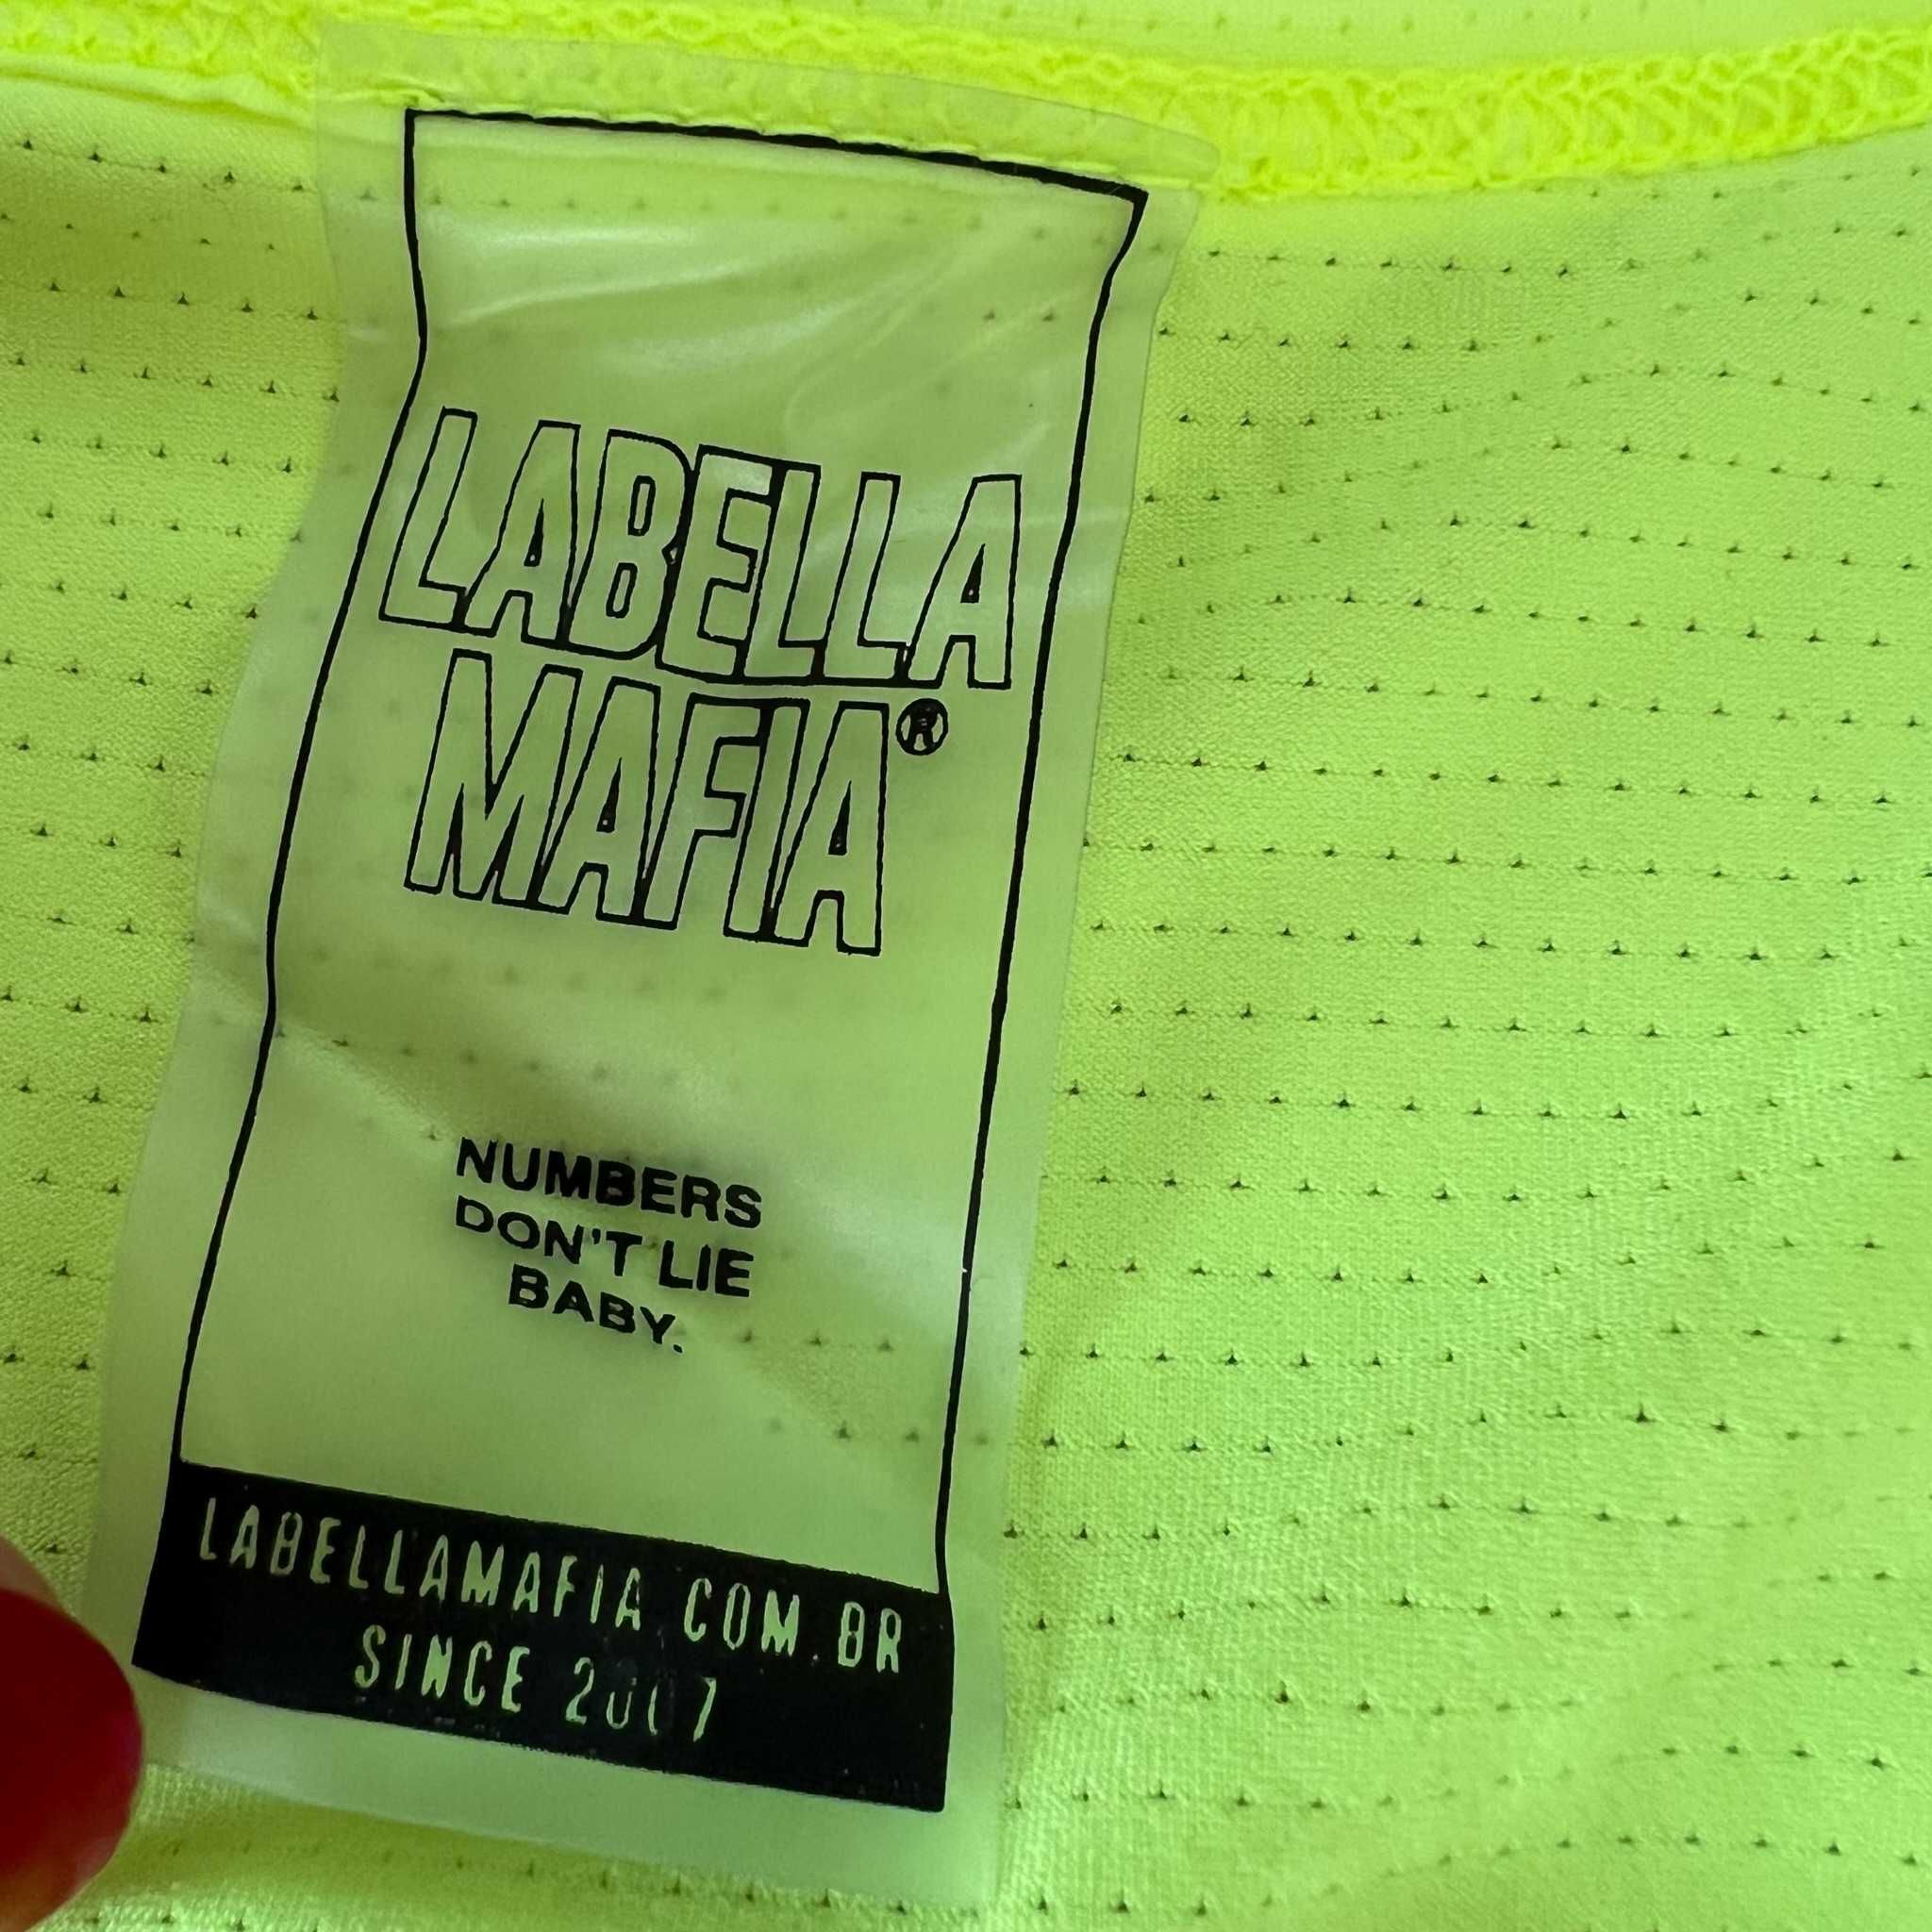 LABELLA
MAFIA®
NUMBERS
DON'T LIE
BABY.
LABELLAMAFIA.COM.BR
SINCE 2007